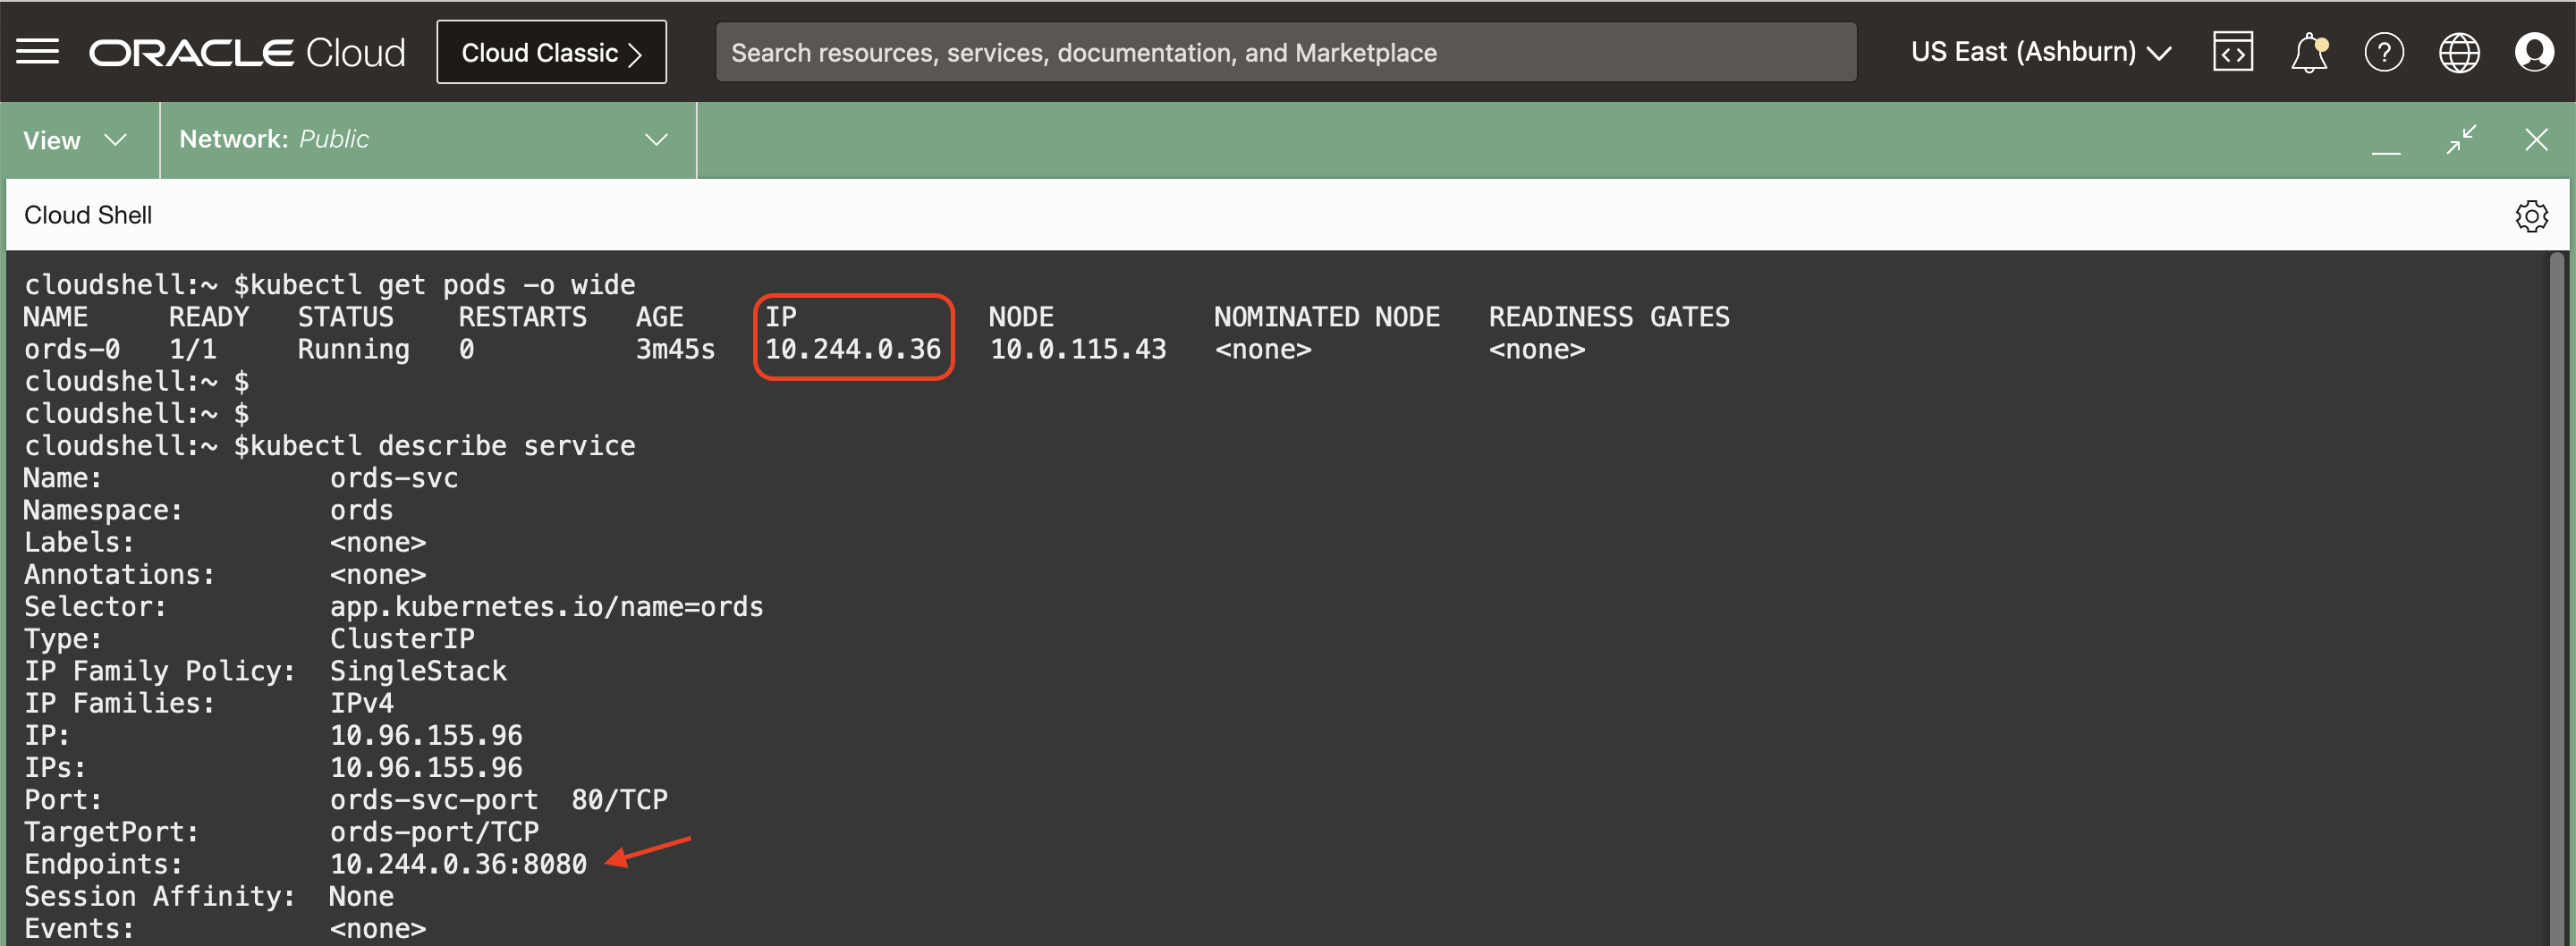 ORACLE Cloud Cloud Classic > Search resources, services, documentation, and Marketplace US East (Ashburn)
View Network: Public
Cloud Shell
cloudshell:~ $kubectl get pods -o wide
NAME READY STATUS RESTARTS AGE IP NODE NOMINATED NODE READINESS GATES
ords-0 1/1 Running 0 3m45s 10.244.0.36 10.0.115.43 <none> <none>
cloudshell:~ $
cloudshell:~ $
cloudshell:~ $kubectl describe service
Name: ords-svc
Namespace: ords
Labels: <none>
Annotations: <none>
Selector: app.kubernetes.io/name=ords
Type: ClusterIP
IP Family Policy: SingleStack
IP Families: IPv4
IP: 10.96.155.96
IPs: 10.96.155.96
Port: ords-svc-port 80/TCP
TargetPort: ords-port/TCP
Endpoints: 10.244.0.36:8080
Session Affinity: None
Events: <none>